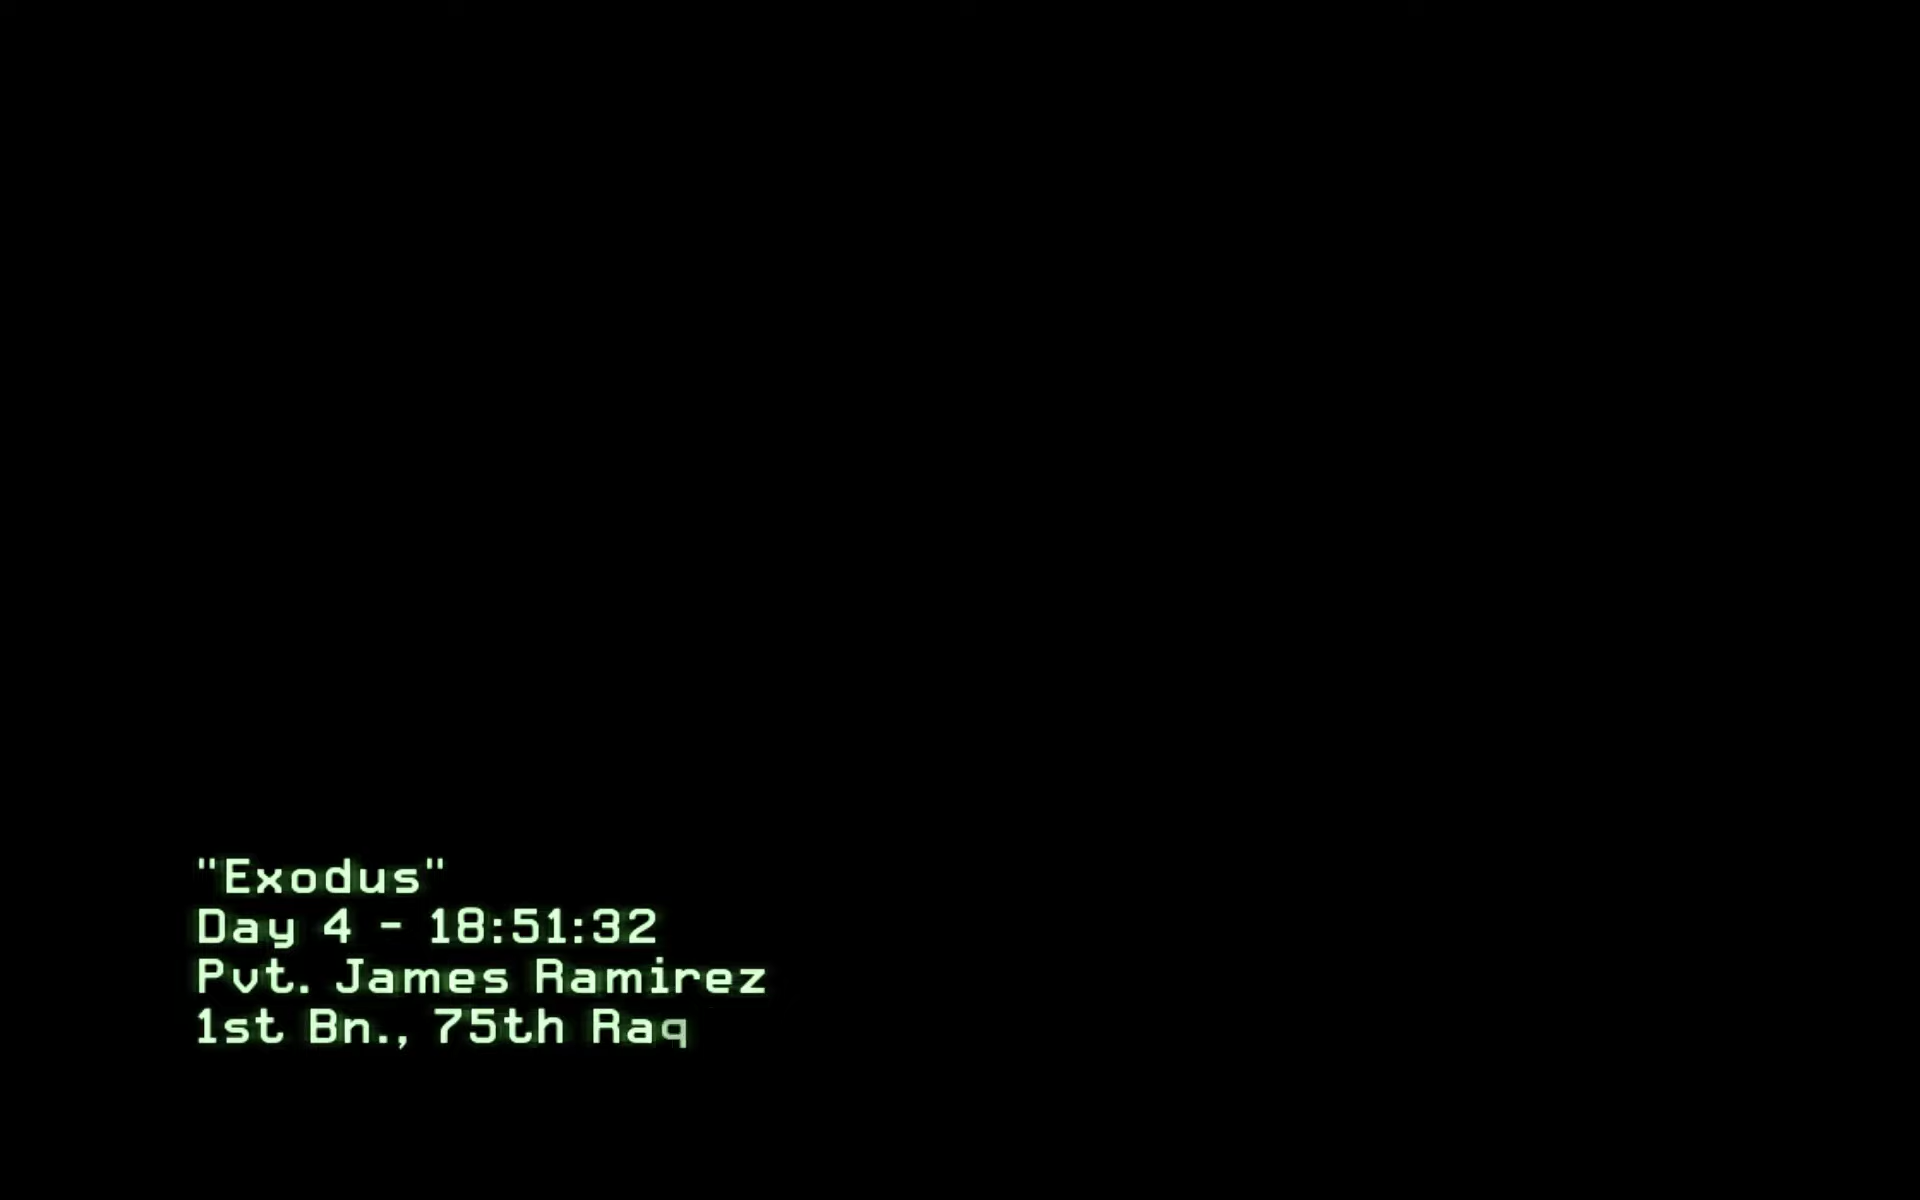 "Exodus"
Day 4 - 18:51:32
Pvt. James Ramirez
1st Bn., 75th Raq